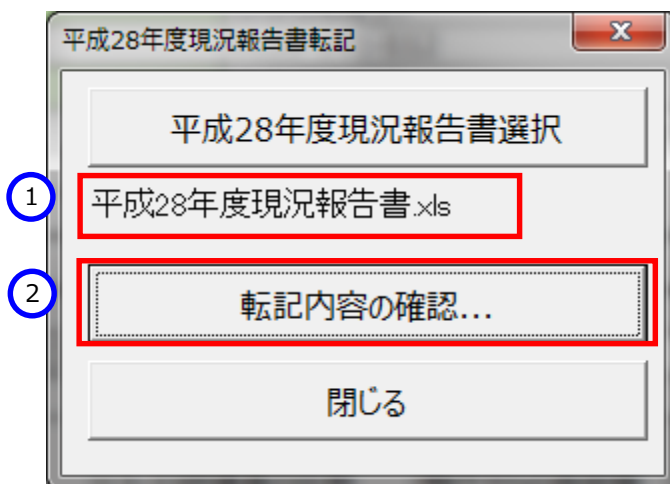 平成28年度現況報告書転記
x
平成28年度現況報告書選択
1
平成28年度現況報告書.xls
2
転記内容の確認...
閉じる